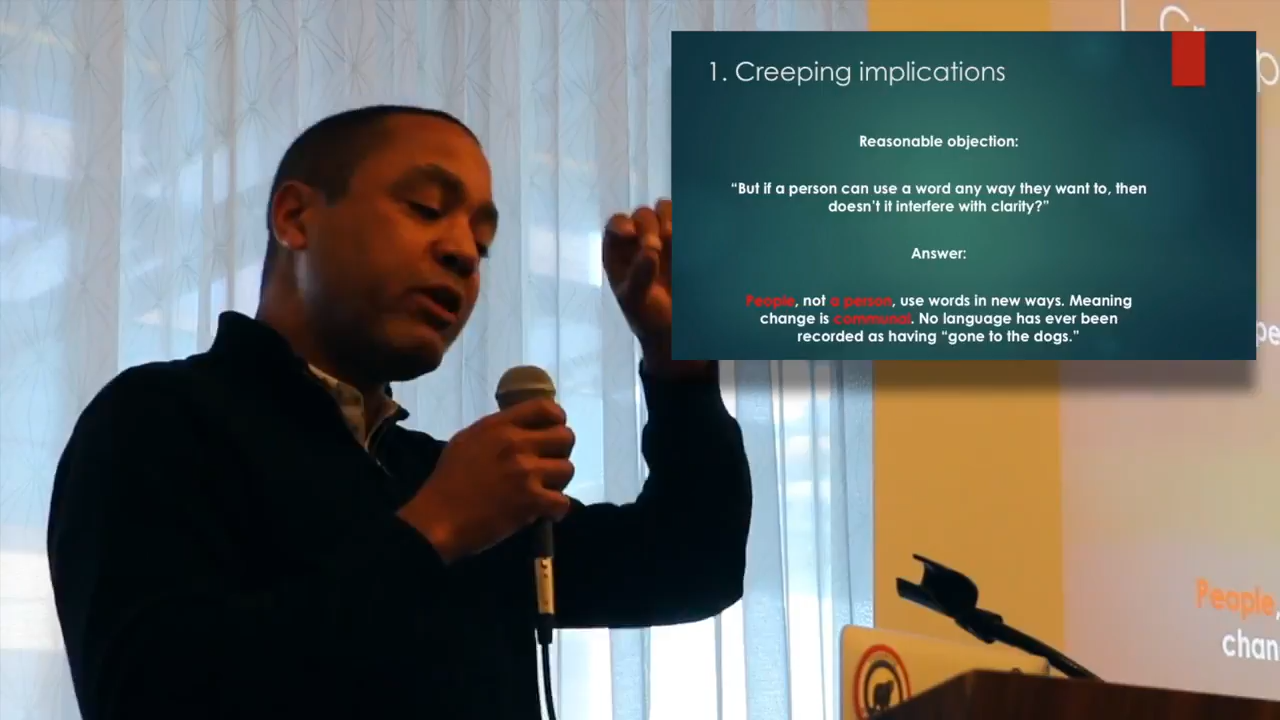 1. Creeping implications
Reasonable objection:
“But if a person can use a word any way they want to, then
doesn’t it interfere with clarity?”
Answer:
People, not a person, use words in new ways. Meaning
change is communal. No language has ever been
recorded as having “gone to the dogs.”
People,